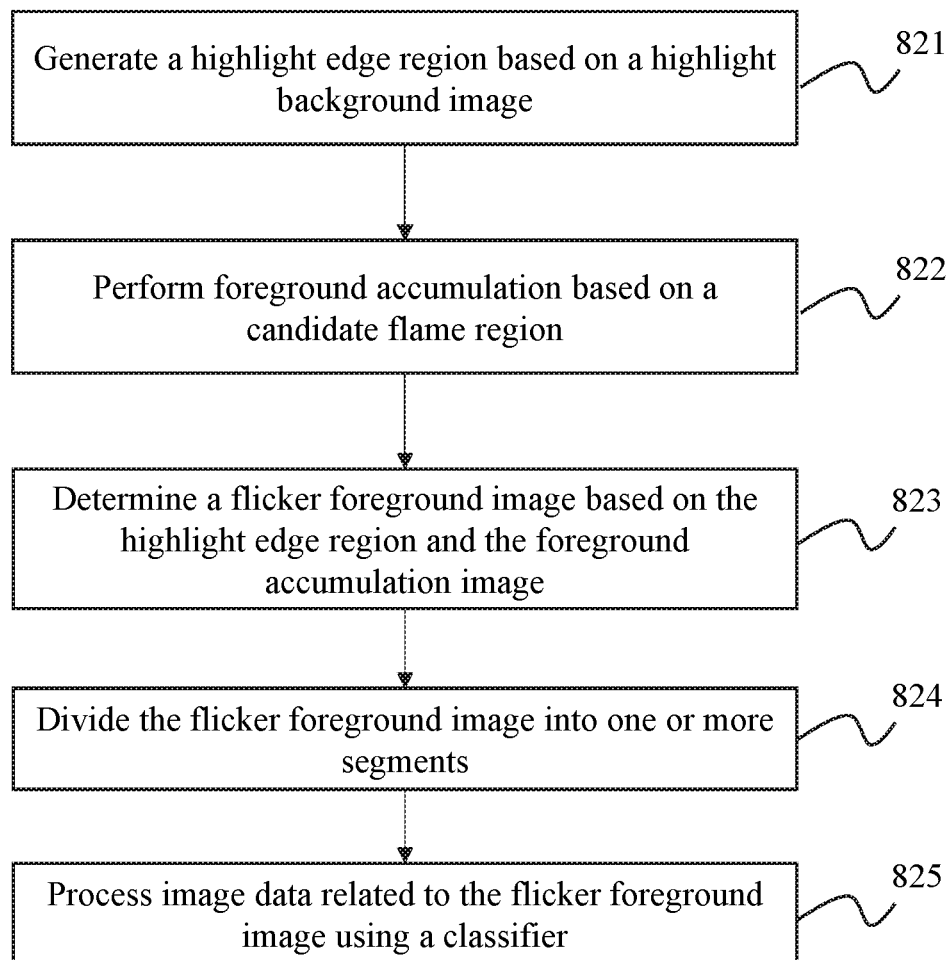 Generate a highlight edge region based on a highlight
background image
821
Perform foreground accumulation based on a
candidate flame region
822
Determine a flicker foreground image based on the
highlight edge region and the foreground
accumulation image
823
Divide the flicker foreground image into one or more
segments
824
Process image data related to the flicker foreground
image using a classifier
825